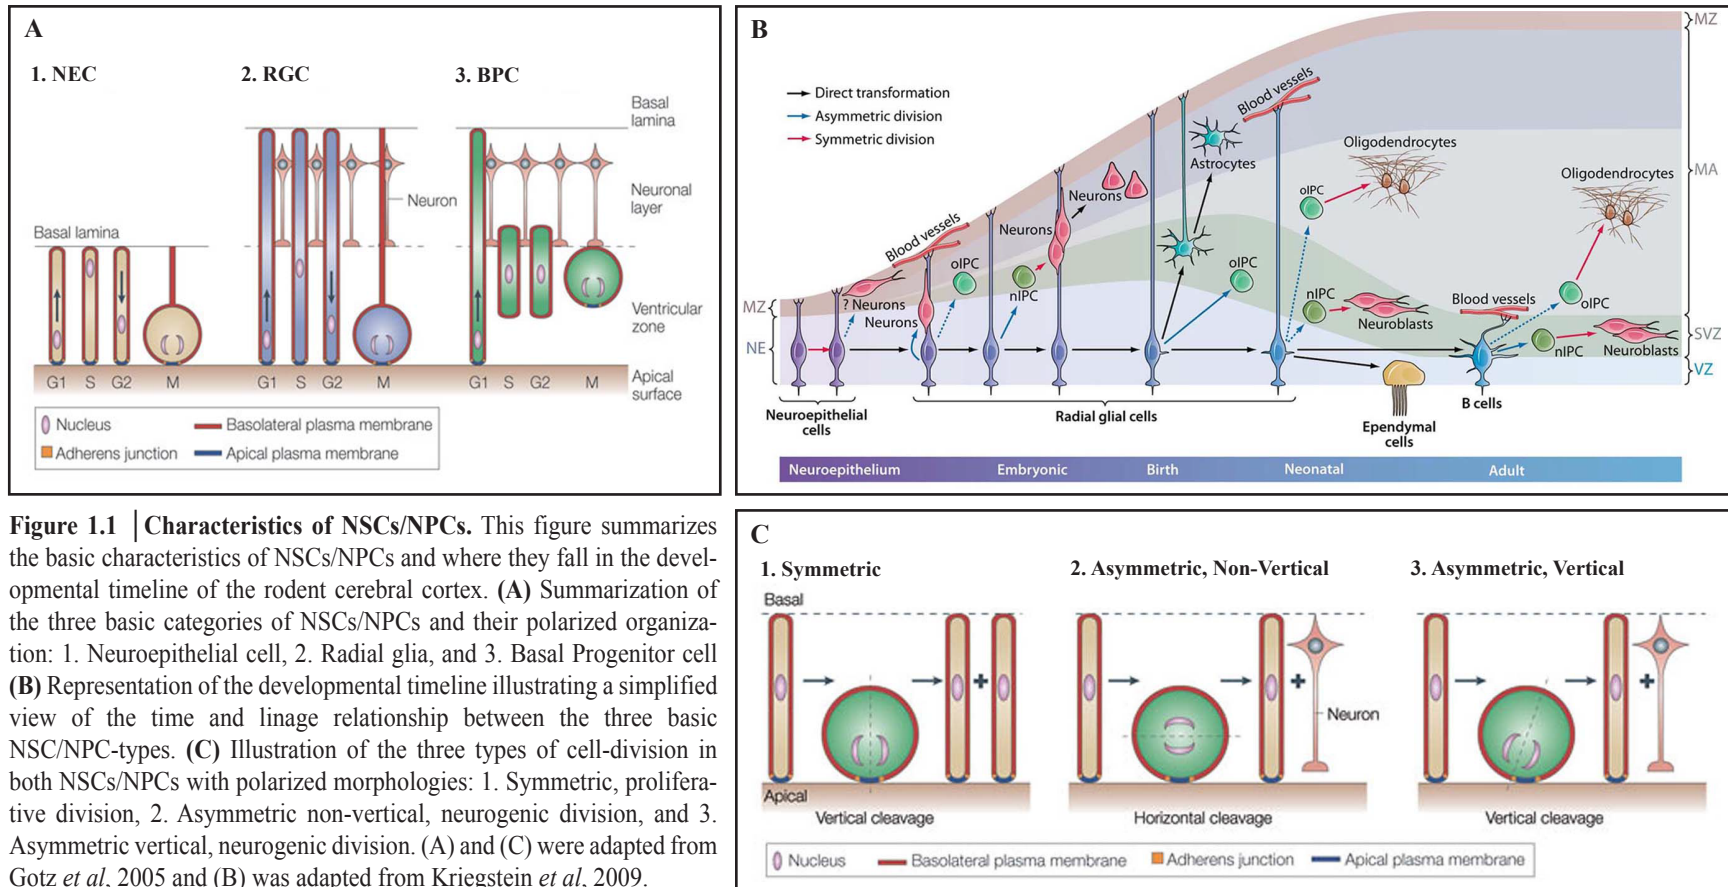 A
1. NEC
2. RGC
3. BPC
Basal
lamina
Neuronal
layer
Neuron
Basal lamina
Ventricular
zone
G1 S G2 M
G1 S G2 M
G1 S G2 M
Apical
surface
Nucleus
Basolateral plasma membrane
Adherens junction
Apical plasma membrane
B
Direct transformation
Asymmetric division
Symmetric division
MZ
MA
SVZ
VZ
MZ
NE
Blood vessels
Astrocytes
Oligodendrocytes
Oligodendrocytes
Neurons
Blood vessels
Neurons
oIPC
oIPC
nIPC
? Neurons
Neurons
oIPC
nIPC
Neuroblasts
Blood vessels
oIPC
nIPC
Neuroblasts
Neuroepithelial
cells
Radial glial cells
Ependymal
cells
B cells
Neuroepithelium
Embryonic
Birth
Neonatal
Adult
Figure 1.1 | Characteristics of NSCs/NPCs. This figure summarizes
the basic characteristics of NSCs/NPCs and where they fall in the devel-
opmental timeline of the rodent cerebral cortex. (A) Summarization of
the three basic categories of NSCs/NPCs and their polarized organiza-
tion: 1. Neuroepithelial cell, 2. Radial glia, and 3. Basal Progenitor cell
(B) Representation of the developmental timeline illustrating a simplified
view of the time and linage relationship between the three basic
NSC/NPC-types. (C) Illustration of the three types of cell-division in
both NSCs/NPCs with polarized morphologies: 1. Symmetric, prolifera-
tive division, 2. Asymmetric non-vertical, neurogenic division, and 3.
Asymmetric vertical, neurogenic division. (A) and (C) were adapted from
Gotz et al, 2005 and (B) was adapted from Kriegstein et al, 2009.
C
1. Symmetric
2. Asymmetric, Non-Vertical
3. Asymmetric, Vertical
Basal
Neuron
Apical
Vertical cleavage
Horizontal cleavage
Vertical cleavage
Nucleus
Basolateral plasma membrane
Adherens junction
Apical plasma membrane